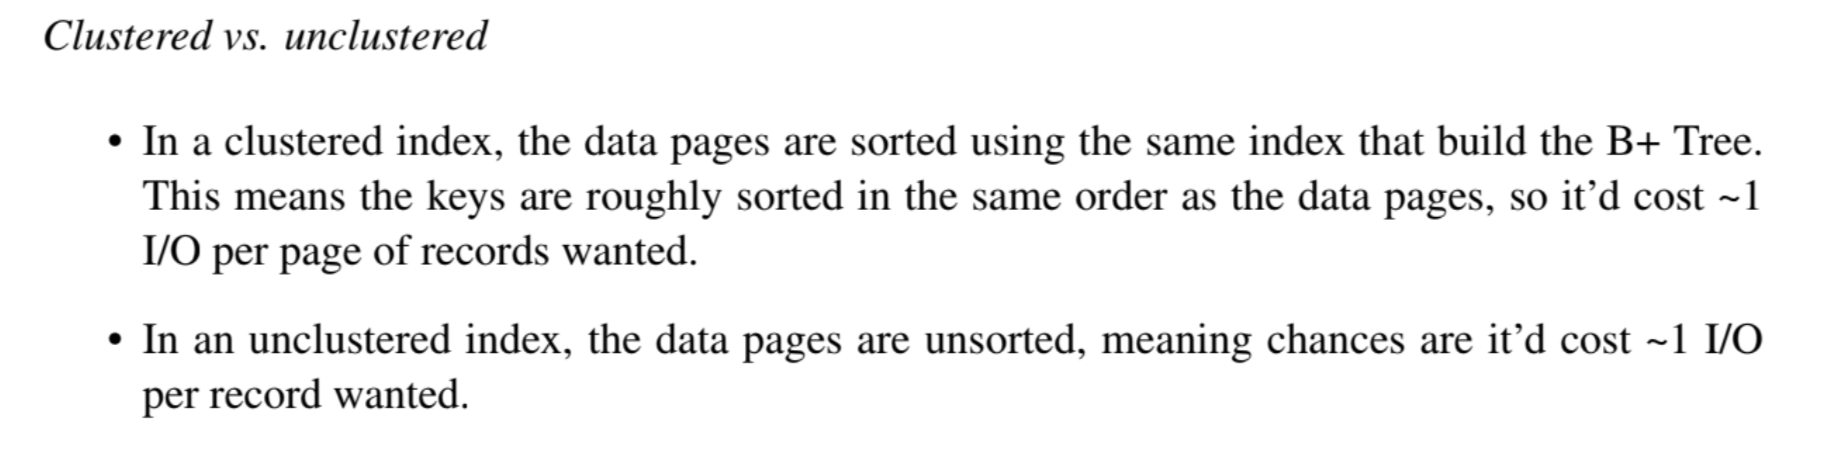 Clustered vs. unclustered
• In a clustered index, the data pages are sorted using the same index that build the B+ Tree.
This means the keys are roughly sorted in the same order as the data pages, so it’d cost ~1
I/O per page of records wanted.
• In an unclustered index, the data pages are unsorted, meaning chances are it’d cost ~1 I/O
per record wanted.